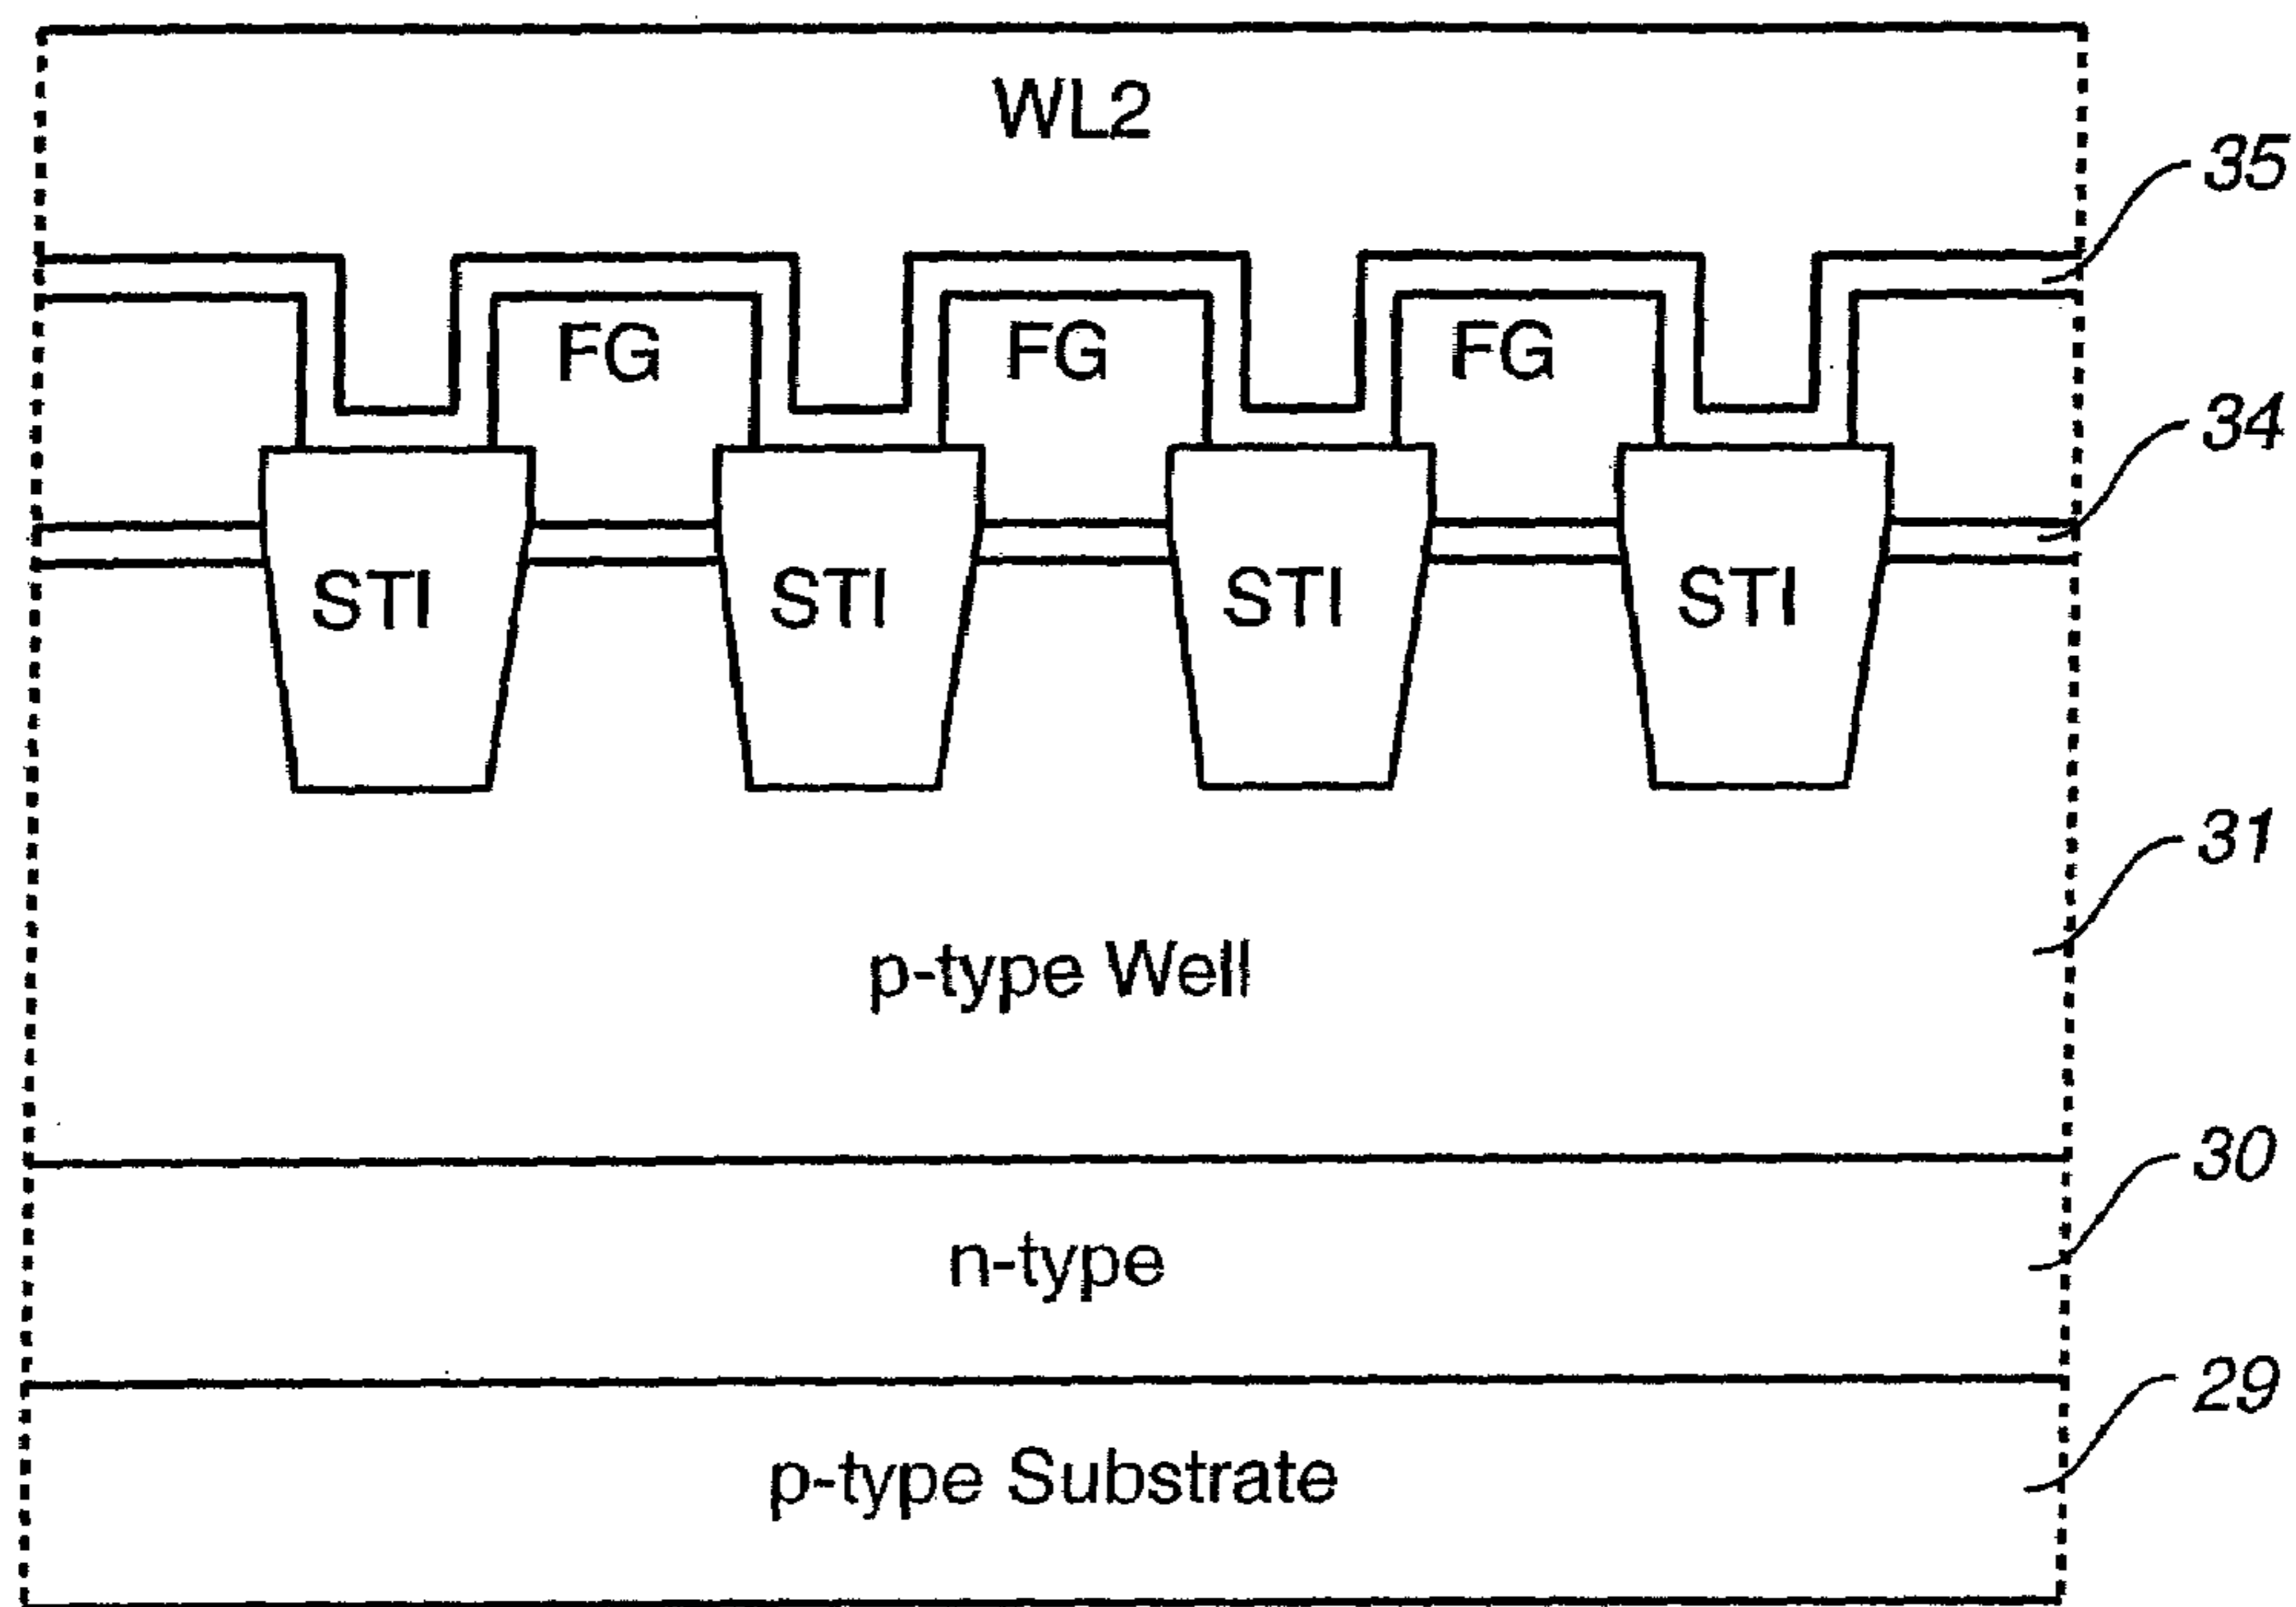 WL2
35
FG FG FG
34
STI STI STI STI
31
p-type Well
30
n-type
29
p-type Substrate